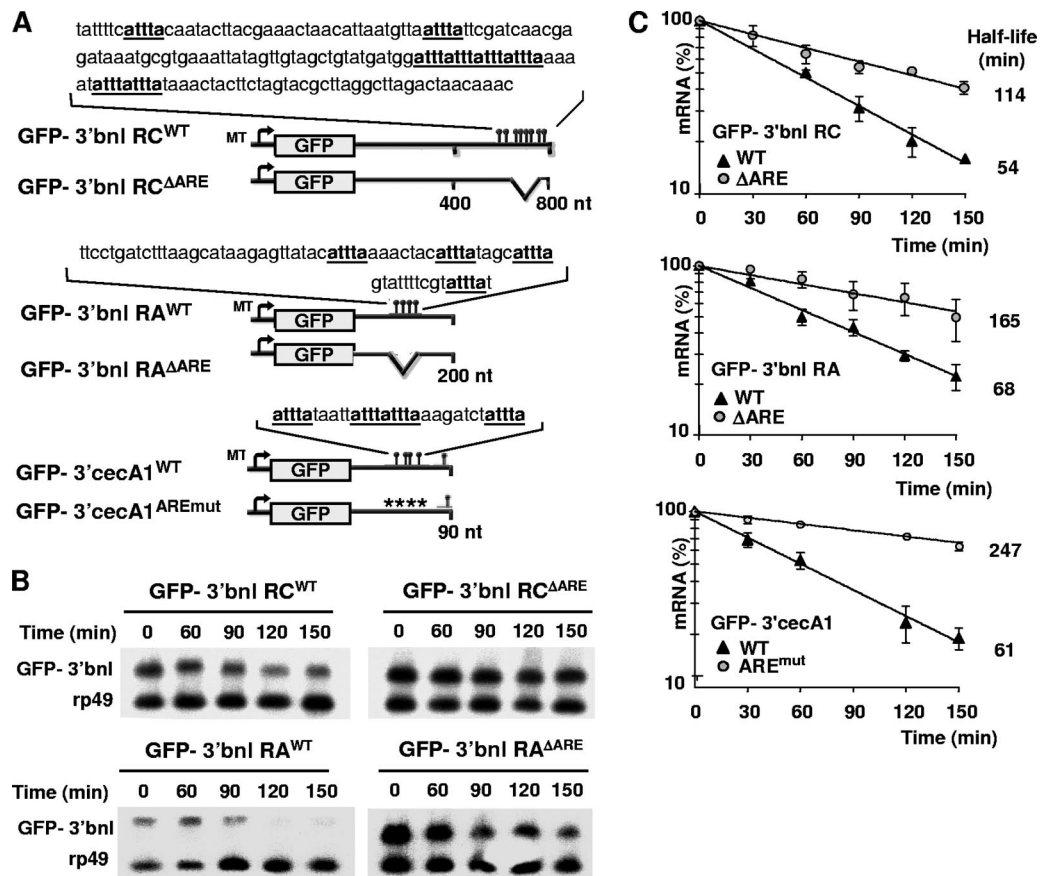 A
tattttcatttacaatacttacgaaactaacattaatgttaatttattcgatcaacga
gataaatgcgtgaaattatagttgtagctgtatgatggatttatttatttatttaaaa
atatttatttataaactacttctagtacgcttaggcttagactaacaaac
GFP- 3'bnl RCWT
MT
GFP
GFP- 3'bnl RCΔARE
GFP
400
800 nt
ttcctgatctttaagcataagagttatacatttaaaactacatttatagcattta
gtattttcgtatttat
GFP- 3'bnl RAWT
MT
GFP
GFP- 3'bnl RAΔARE
GFP
200 nt
atttataattatttatttaaagatctattta
GFP- 3'cecA1WT
MT
GFP
GFP- 3'cecA1AREmut
GFP
****
90 nt
B
GFP- 3'bnl RCWT
GFP- 3'bnl RCΔARE
Time (min) 0 60 90 120 150 0 60 90 120 150
GFP- 3'bnl
rp49
GFP- 3'bnl RAWT
GFP- 3'bnl RAΔARE
Time (min) 0 60 90 120 150 0 60 90 120 150
GFP- 3'bnl
rp49
C
Half-life
(min)
100
mRNA (%)
10
GFP- 3'bnl RC
WT
ΔARE
114
54
0 30 60 90 120 150
Time (min)
100
mRNA (%)
10
GFP- 3'bnl RA
WT
ΔARE
165
68
0 30 60 90 120 150
Time (min)
100
mRNA (%)
10
GFP- 3'cecA1
WT
AREmut
247
61
0 30 60 90 120 150
Time (min)